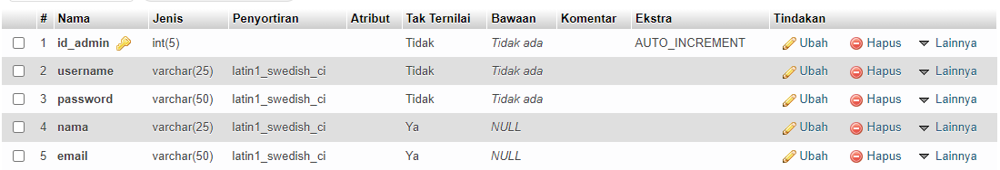 # Nama Jenis Penyortiran Atribut Tak Ternilai Bawaan Komentar Ekstra Tindakan
1 id_admin int(5) Tidak Tidak ada AUTO_INCREMENT Ubah Hapus Lainnya
2 username varchar(25) latin1_swedish_ci Tidak Tidak ada Ubah Hapus Lainnya
3 password varchar(50) latin1_swedish_ci Tidak Tidak ada Ubah Hapus Lainnya
4 nama varchar(25) latin1_swedish_ci Ya NULL Ubah Hapus Lainnya
5 email varchar(50) latin1_swedish_ci Ya NULL Ubah Hapus Lainnya